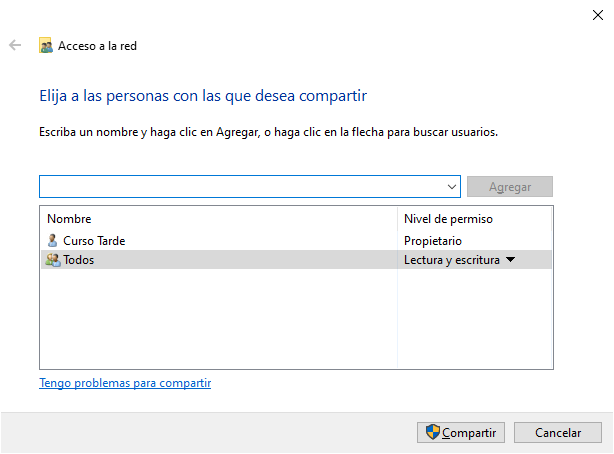 Acceso a la red
Elija a las personas con las que desea compartir
Escriba un nombre y haga clic en Agregar, o haga clic en la flecha para buscar usuarios.
Agregar
Nombre Nivel de permiso
Curso Tarde Propietario
Todos Lectura y escritura
Tengo problemas para compartir
Compartir Cancelar